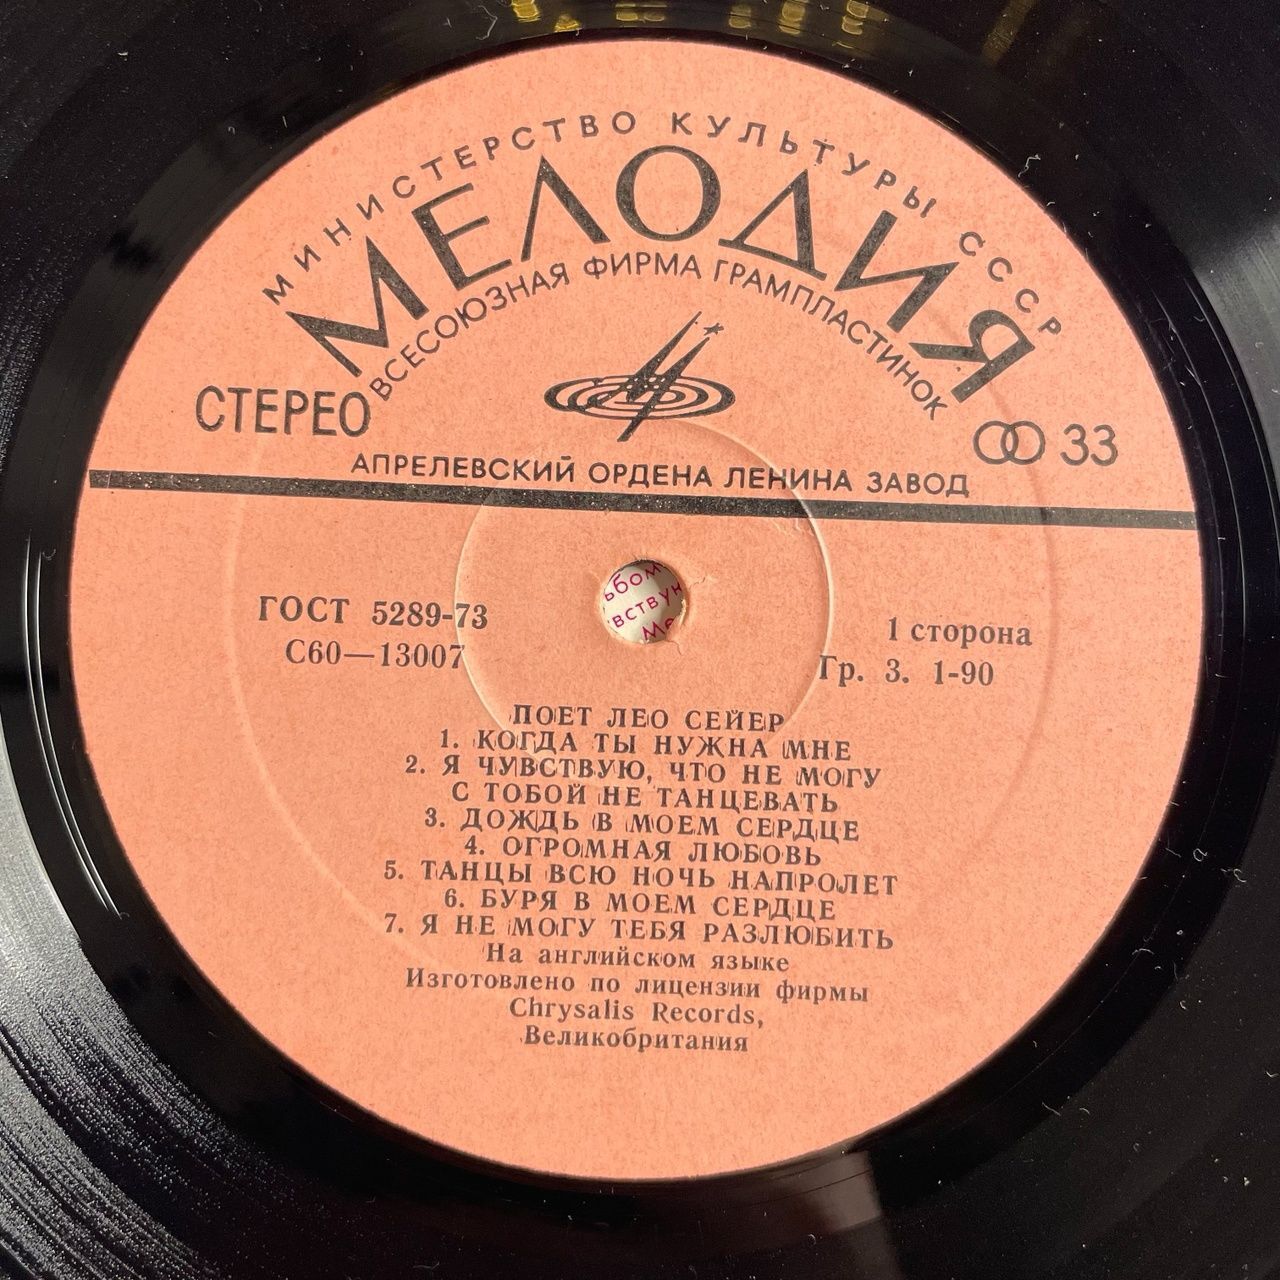 МИНИСТЕРСТВО КУЛЬТУРЫ СССР
МЕЛОДИЯ
ВСЕСОЮЗНАЯ ФИРМА ГРАМПЛАСТИНОК
СТЕРЕО
33
АПРЕЛЕВСКИЙ ОРДЕНА ЛЕНИНА ЗАВОД
ГОСТ 5289-73
С60—13007
1 сторона
Гр. 3. 1-90
ПОЕТ ЛЕО СЕЙЕР
1. КОГДА ТЫ НУЖНА МНЕ
2. Я ЧУВСТВУЮ, ЧТО НЕ МОГУ
С ТОБОЙ НЕ ТАНЦЕВАТЬ
3. ДОЖДЬ В МОЕМ СЕРДЦЕ
4. ОГРОМНАЯ ЛЮБОВЬ
5. ТАНЦЫ ВСЮ НОЧЬ НАПРОЛЕТ
6. БУРЯ В МОЕМ СЕРДЦЕ
7. Я НЕ МОГУ ТЕБЯ РАЗЛЮБИТЬ
На английском языке
Изготовлено по лицензии фирмы
Chrysalis Records,
Великобритания